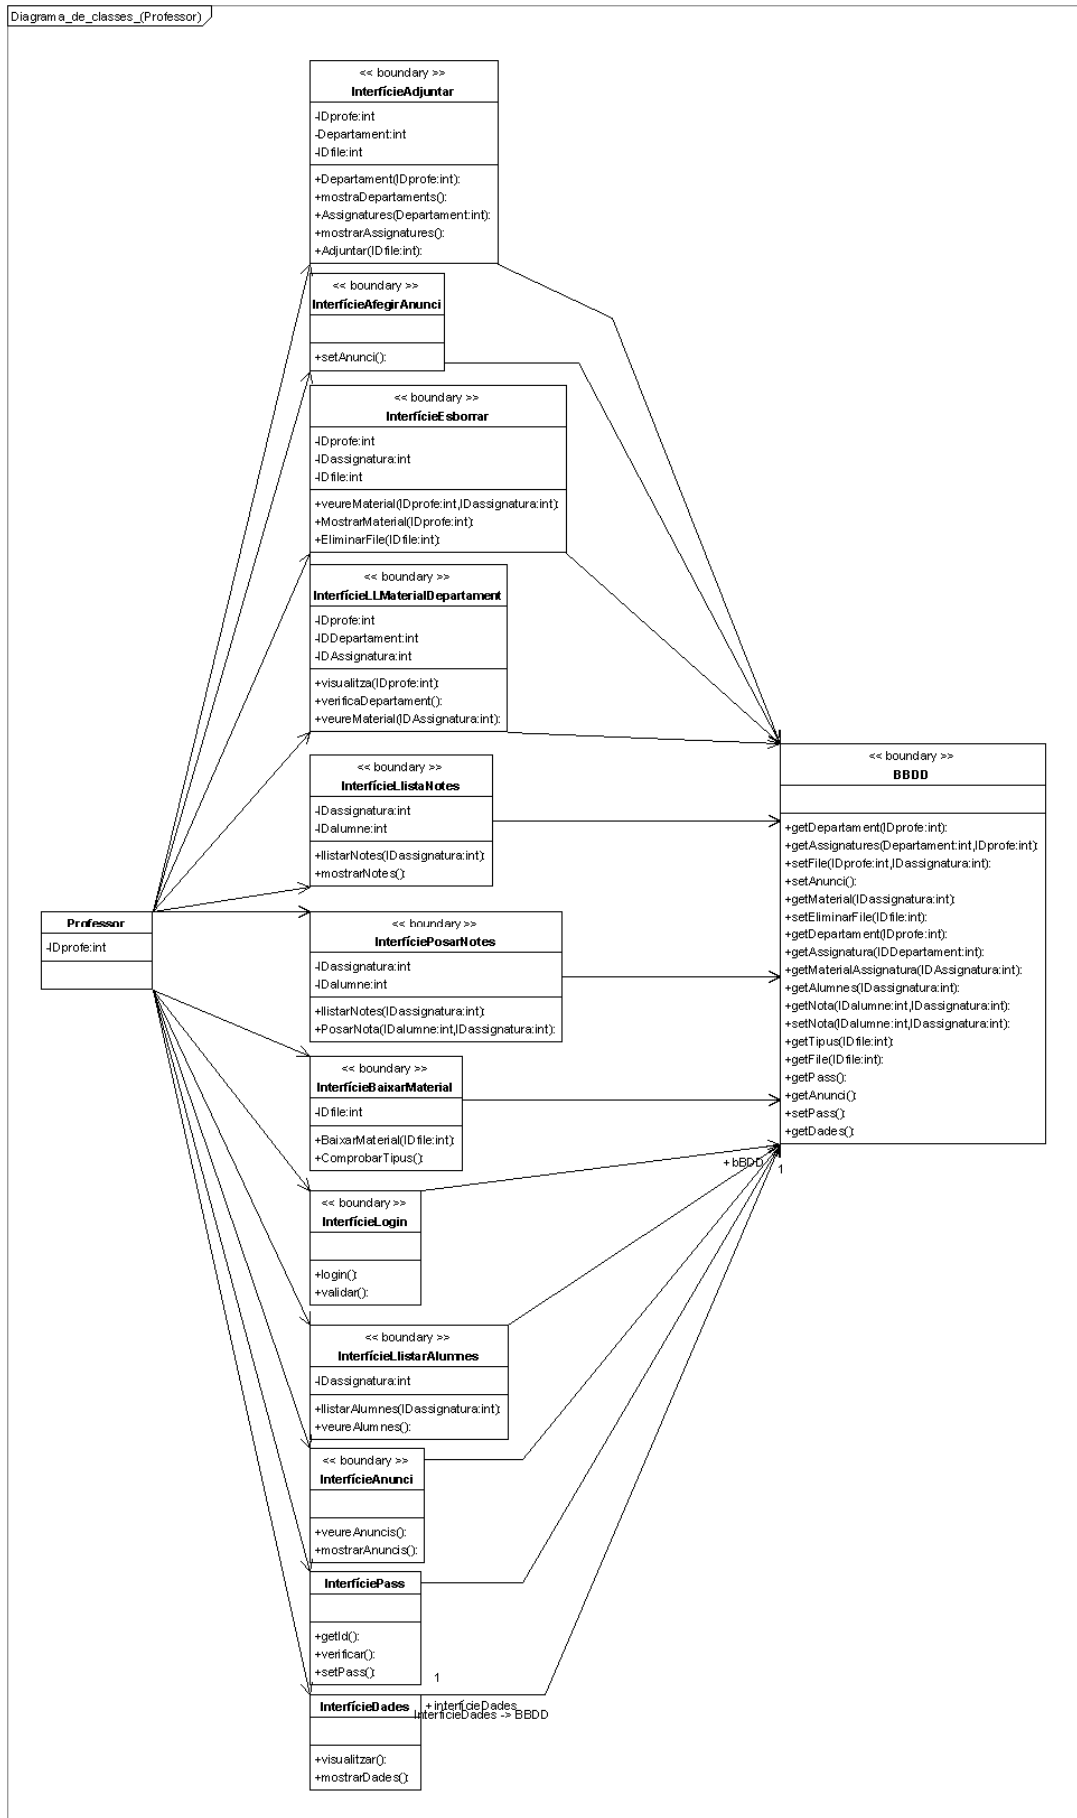 Diagrama_de_classes_(Professor)
<< boundary >>
InterfícieAdjuntar
-IDprofe:int
-Departament:int
-IDfile:int
+Departament(IDprofe:int):
+mostraDepartaments():
+Assignatures(Departament:int):
+mostrarAssignatures():
+Adjuntar(IDfile:int):
<< boundary >>
InterfícieAfegirAnunci
+setAnunci():
<< boundary >>
InterfícieEsborrar
-IDprofe:int
-IDassignatura:int
-IDfile:int
+veureMaterial(IDprofe:int,IDassignatura:int):
+MostrarMaterial(IDprofe:int):
+EliminarFile(IDfile:int):
<< boundary >>
InterfícieLLMaterialDepartament
-IDprofe:int
-IDDepartament:int
-IDAssignatura:int
+visualitza(IDprofe:int):
+verificaDepartament():
+veureMaterial(IDAssignatura:int):
<< boundary >>
InterfícieLlistaNotes
-IDassignatura:int
-IDalumne:int
+llistarNotes(IDassignatura:int):
+mostrarNotes():
Professor
-IDprofe:int
<< boundary >>
InterfíciePosarNotes
-IDassignatura:int
-IDalumne:int
+llistarNotes(IDassignatura:int):
+PosarNota(IDalumne:int,IDassignatura:int):
<< boundary >>
InterfícieBaixarMaterial
-IDfile:int
+BaixarMaterial(IDfile:int):
+ComprobarTipus():
<< boundary >>
InterfícieLogin
+login():
+validar():
<< boundary >>
InterfícieLlistarAlumnes
-IDassignatura:int
+llistarAlumnes(IDassignatura:int):
+veureAlumnes():
<< boundary >>
InterfícieAnunci
+veureAnuncis():
+mostrarAnuncis():
InterfíciePass
+getId():
+verificar():
+setPass():
1
InterfícieDades
+interfícieDades
InterfícieDades -> BBDD
+visualitzar():
+mostrarDades():
<< boundary >>
BBDD
+getDepartament(IDprofe:int):
+getAssignatures(Departament:int,IDprofe:int):
+setFile(IDprofe:int,IDassignatura:int):
+setAnunci():
+getMaterial(IDassignatura:int):
+setEliminarFile(IDfile:int):
+getDepartament(IDprofe:int):
+getAssignatura(IDDepartament:int):
+getMaterialAssignatura(IDAssignatura:int):
+getAlumnes(IDassignatura:int):
+getNota(IDalumne:int,IDassignatura:int):
+setNota(IDalumne:int,IDassignatura:int):
+getTipus(IDfile:int):
+getFile(IDfile:int):
+getPass():
+getAnunci():
+setPass():
+getDades():
+bBDD
1